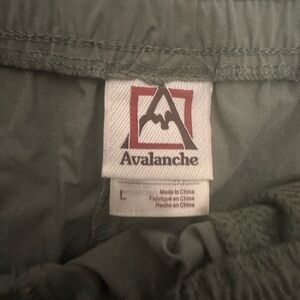 Avalanche
L
Made in China
Fabriqué en Chine
Hecho en China